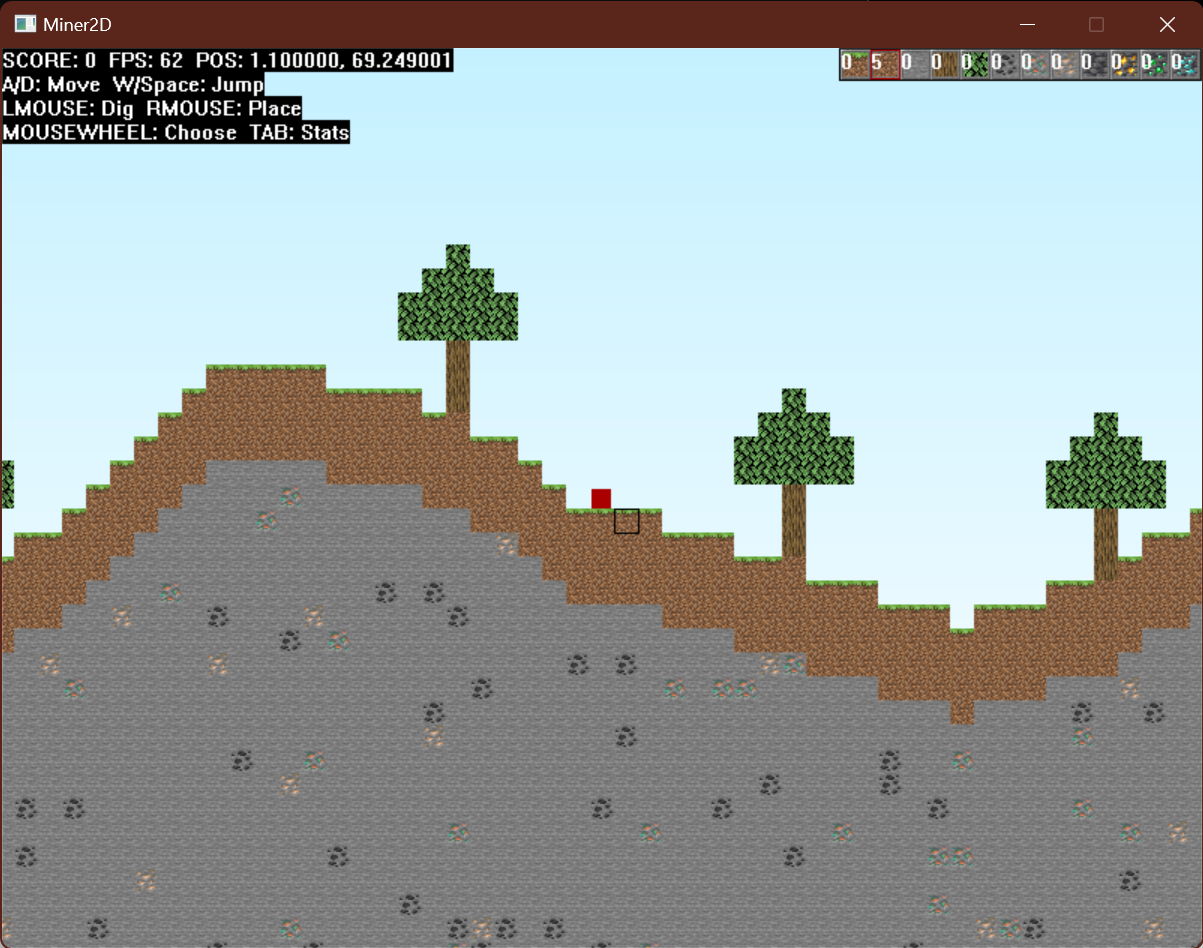 Miner2D
SCORE: 0 FPS: 62 POS: 1.100000, 69.249001
0 5 0 0 0 0 0 0 0 0 0 0
A/D: Move W/Space: Jump
LMOUSE: Dig RMOUSE: Place
MOUSEWHEEL: Choose TAB: Stats